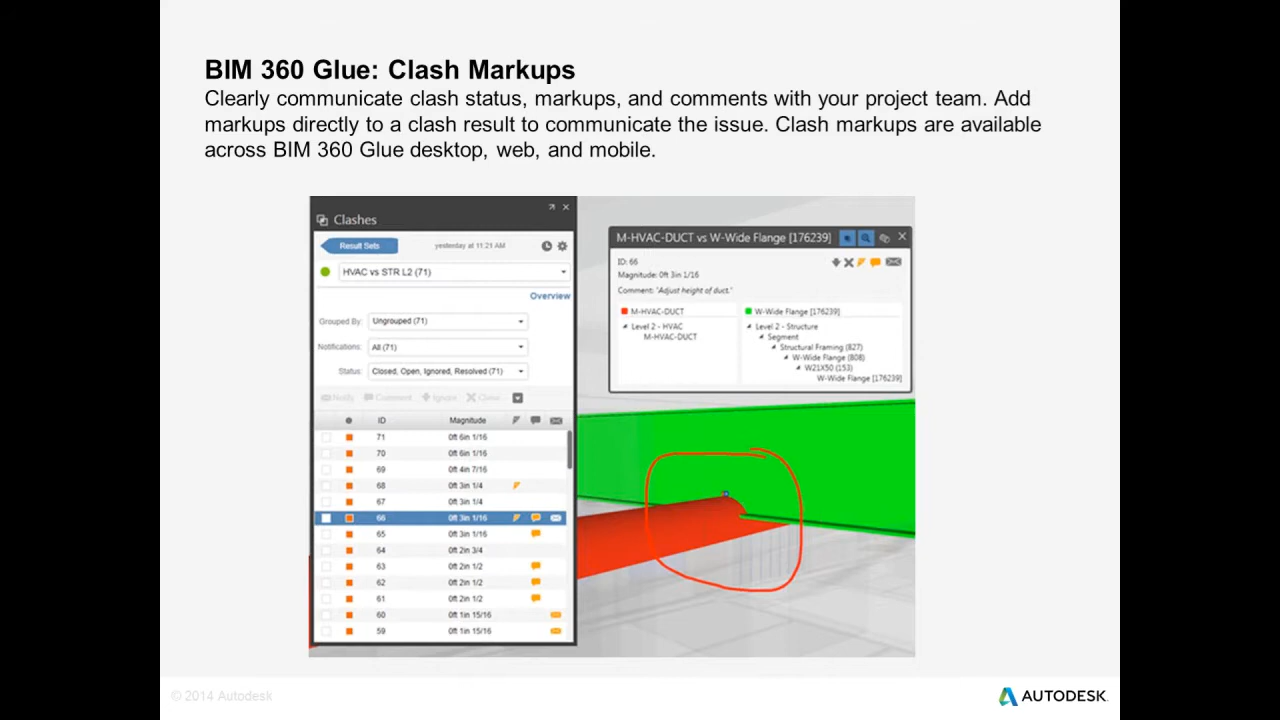 BIM 360 Glue: Clash Markups
Clearly communicate clash status, markups, and comments with your project team. Add
markups directly to a clash result to communicate the issue. Clash markups are available
across BIM 360 Glue desktop, web, and mobile.
Clashes
Result Sets yesterday at 11:21 AM
HVAC vs STR L2 (71)
Overview
Grouped By: Ungrouped (71)
Notifications: All (71)
Status: Closed, Open, Ignored, Resolved (71)
Notify Comment Ignore Close
ID Magnitude
71 0ft 6in 1/16
70 0ft 6in 1/16
69 0ft 4in 7/16
68 0ft 3in 1/4
67 0ft 3in 1/4
66 0ft 3in 1/16
65 0ft 3in 1/16
64 0ft 2in 3/4
63 0ft 2in 1/2
62 0ft 2in 1/2
61 0ft 2in 1/2
60 0ft 1in 15/16
59 0ft 1in 15/16
M-HVAC-DUCT vs W-Wide Flange [176239]
ID: 66
Magnitude: 0ft 3in 1/16
Comment: "Adjust height of duct."
M-HVAC-DUCT
Level 2 - HVAC
M-HVAC-DUCT
W-Wide Flange [176239]
Level 2 - Structure
Segment
Structural Framing (827)
W-Wide Flange (808)
W21X50 (153)
W-Wide Flange [176239]
© 2014 Autodesk
AUTODESK.